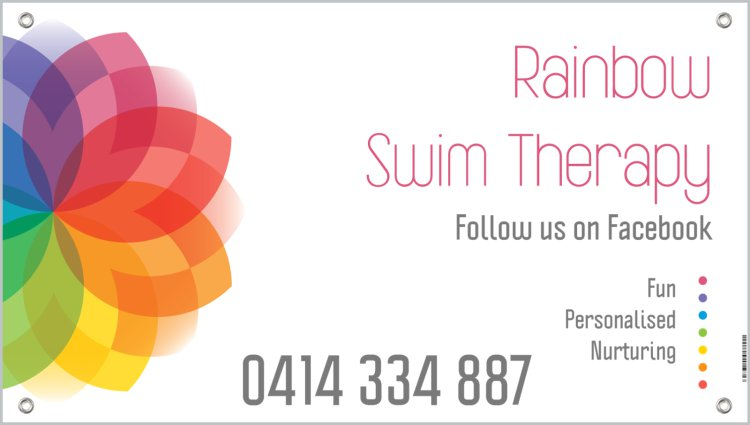 Rainbow
Swim Therapy
Follow us on Facebook
Fun
Personalised
Nurturing
0414 334 887